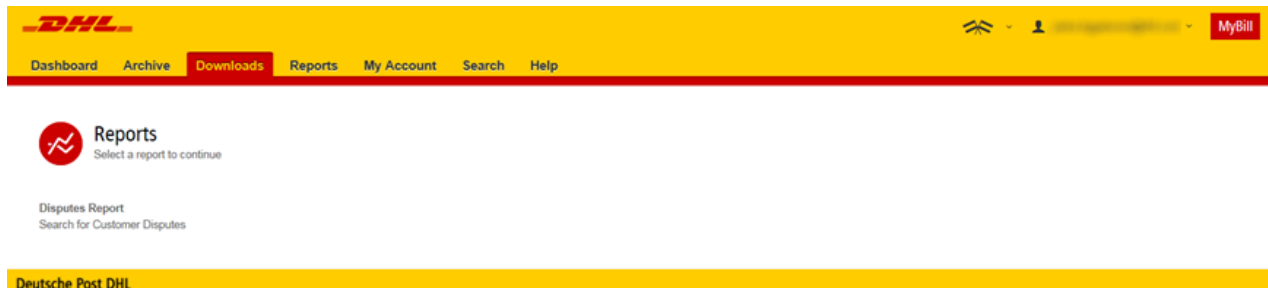 DHL
MyBill
Dashboard Archive Downloads Reports My Account Search Help
Reports
Select a report to continue
Disputes Report
Search for Customer Disputes
Deutsche Post DHL